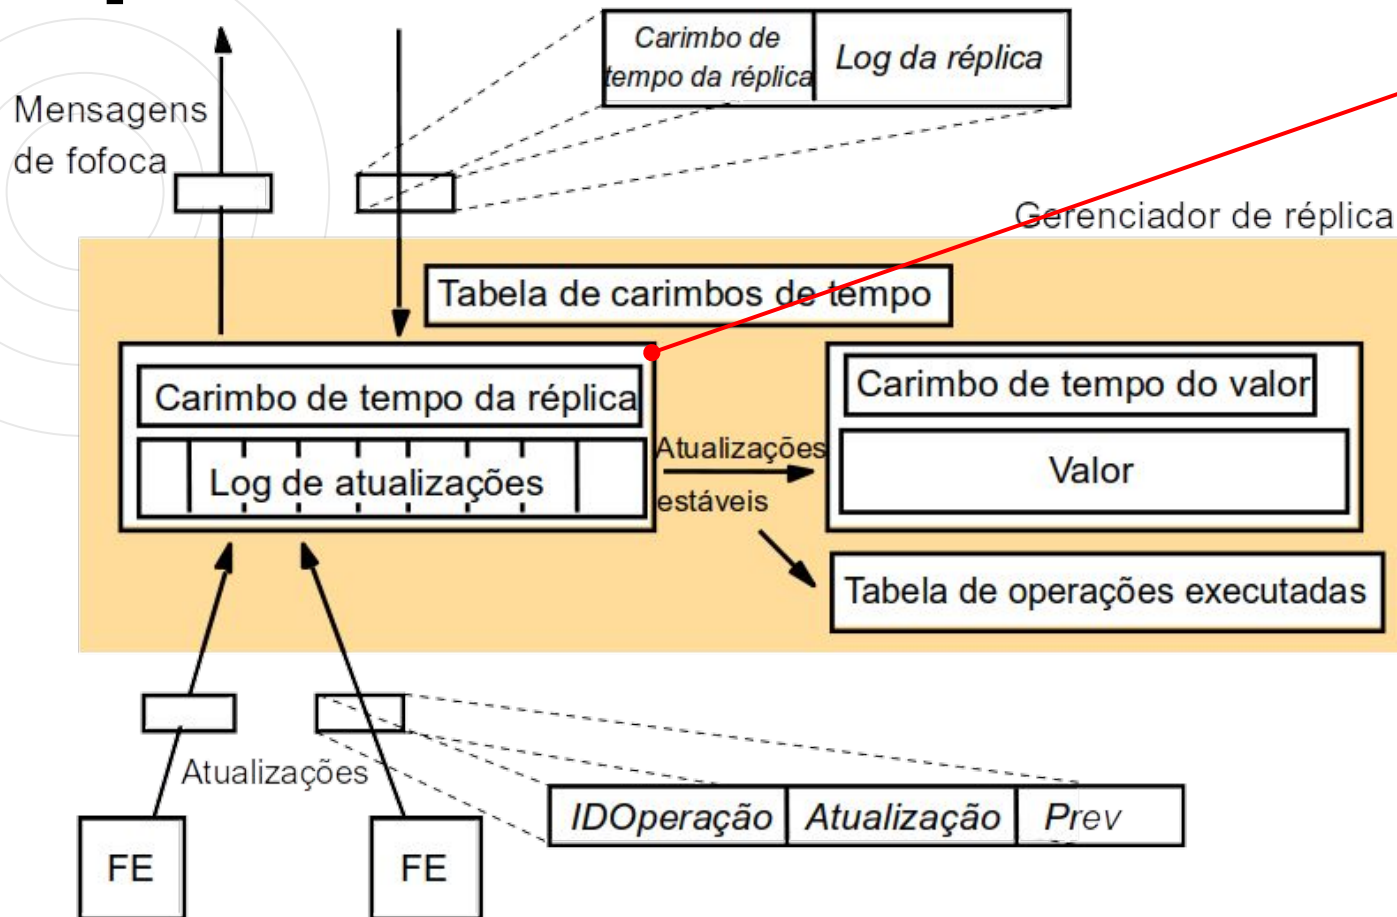 Carimbo de
tempo da réplica
Log da réplica
Mensagens
de fofoca
Gerenciador de réplica
Tabela de carimbos de tempo
Carimbo de tempo da réplica
Log de atualizações
Atualizações
estáveis
Carimbo de tempo do valor
Valor
Tabela de operações executadas
Atualizações
IDOperação
Atualização
Prev
FE
FE